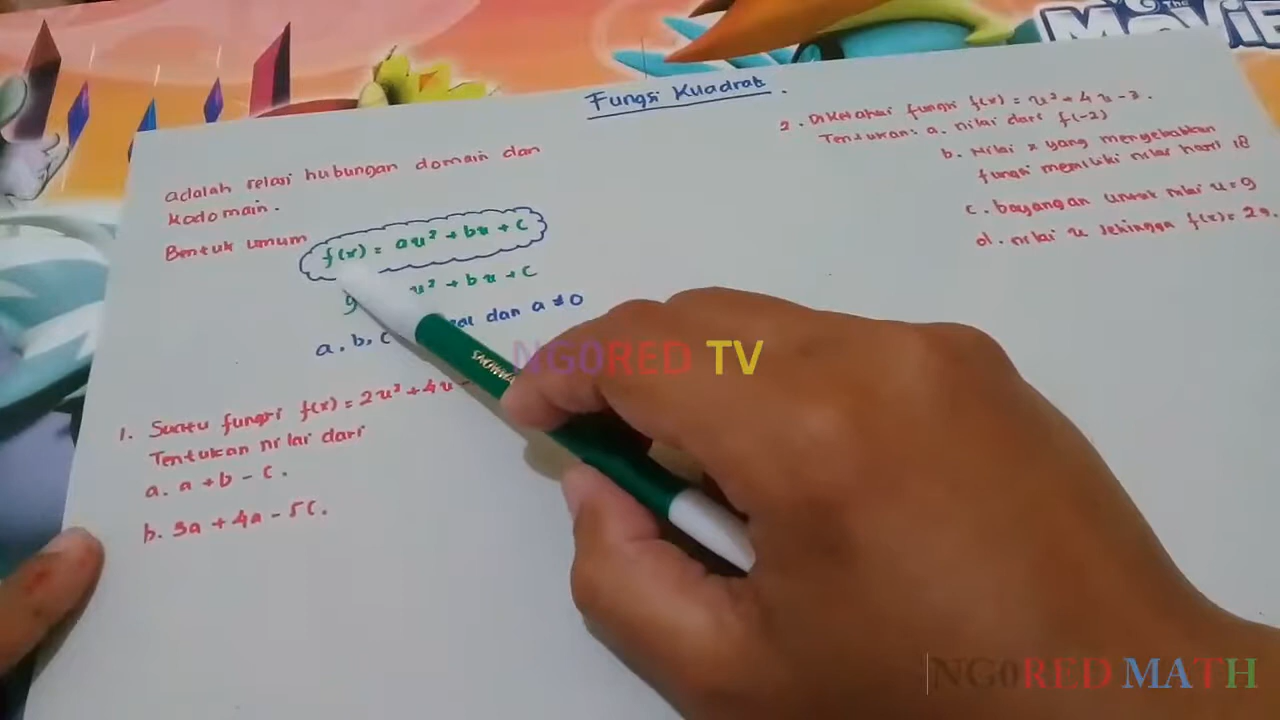 THE
MOVIE
Fungsi Kuadrat.
adalah relasi hubungan domain dan
kodomain.
Bentuk umum f(x) = ax² + bx + c
x² + bx + c
a, b, c dan a ≠ 0
1. Suatu fungsi f(x) = 2x² + 4x -
Tentukan nilai dari
a. a + b - c.
b. 3a + 4a - 5c.
2. Diketahui fungsi f(x) = x² + 4x - 3.
Tentukan: a. nilai dari f(-2)
b. Nilai x yang menyebabkan
fungsi memiliki nilai hasil 18
c. bayangan untuk nilai x = 9
d. nilai x sehingga f(x) = 29.
SNOWMAN
NG0RED TV
NG0RED MATH